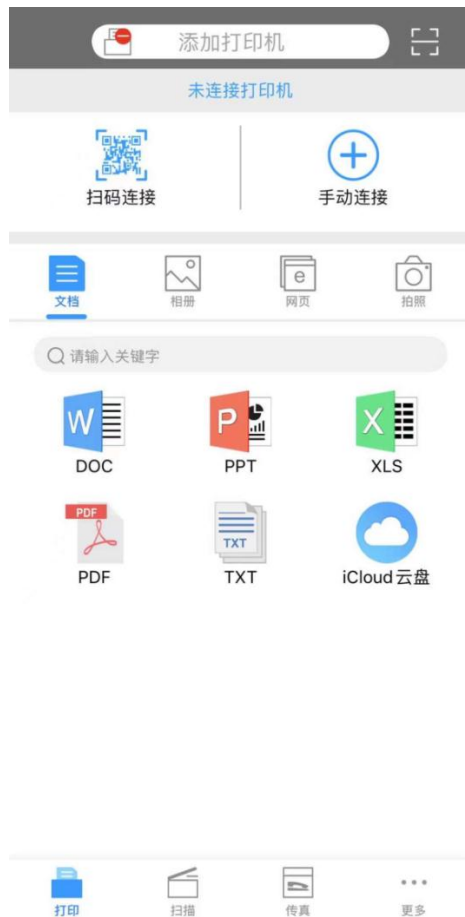 添加打印机
未连接打印机
扫码连接 手动连接
e
文档 相册 网页 拍照
请输入关键字
W P X
DOC PPT XLS
PDF TXT
PDF TXT iCloud云盘
打印 扫描 传真 更多